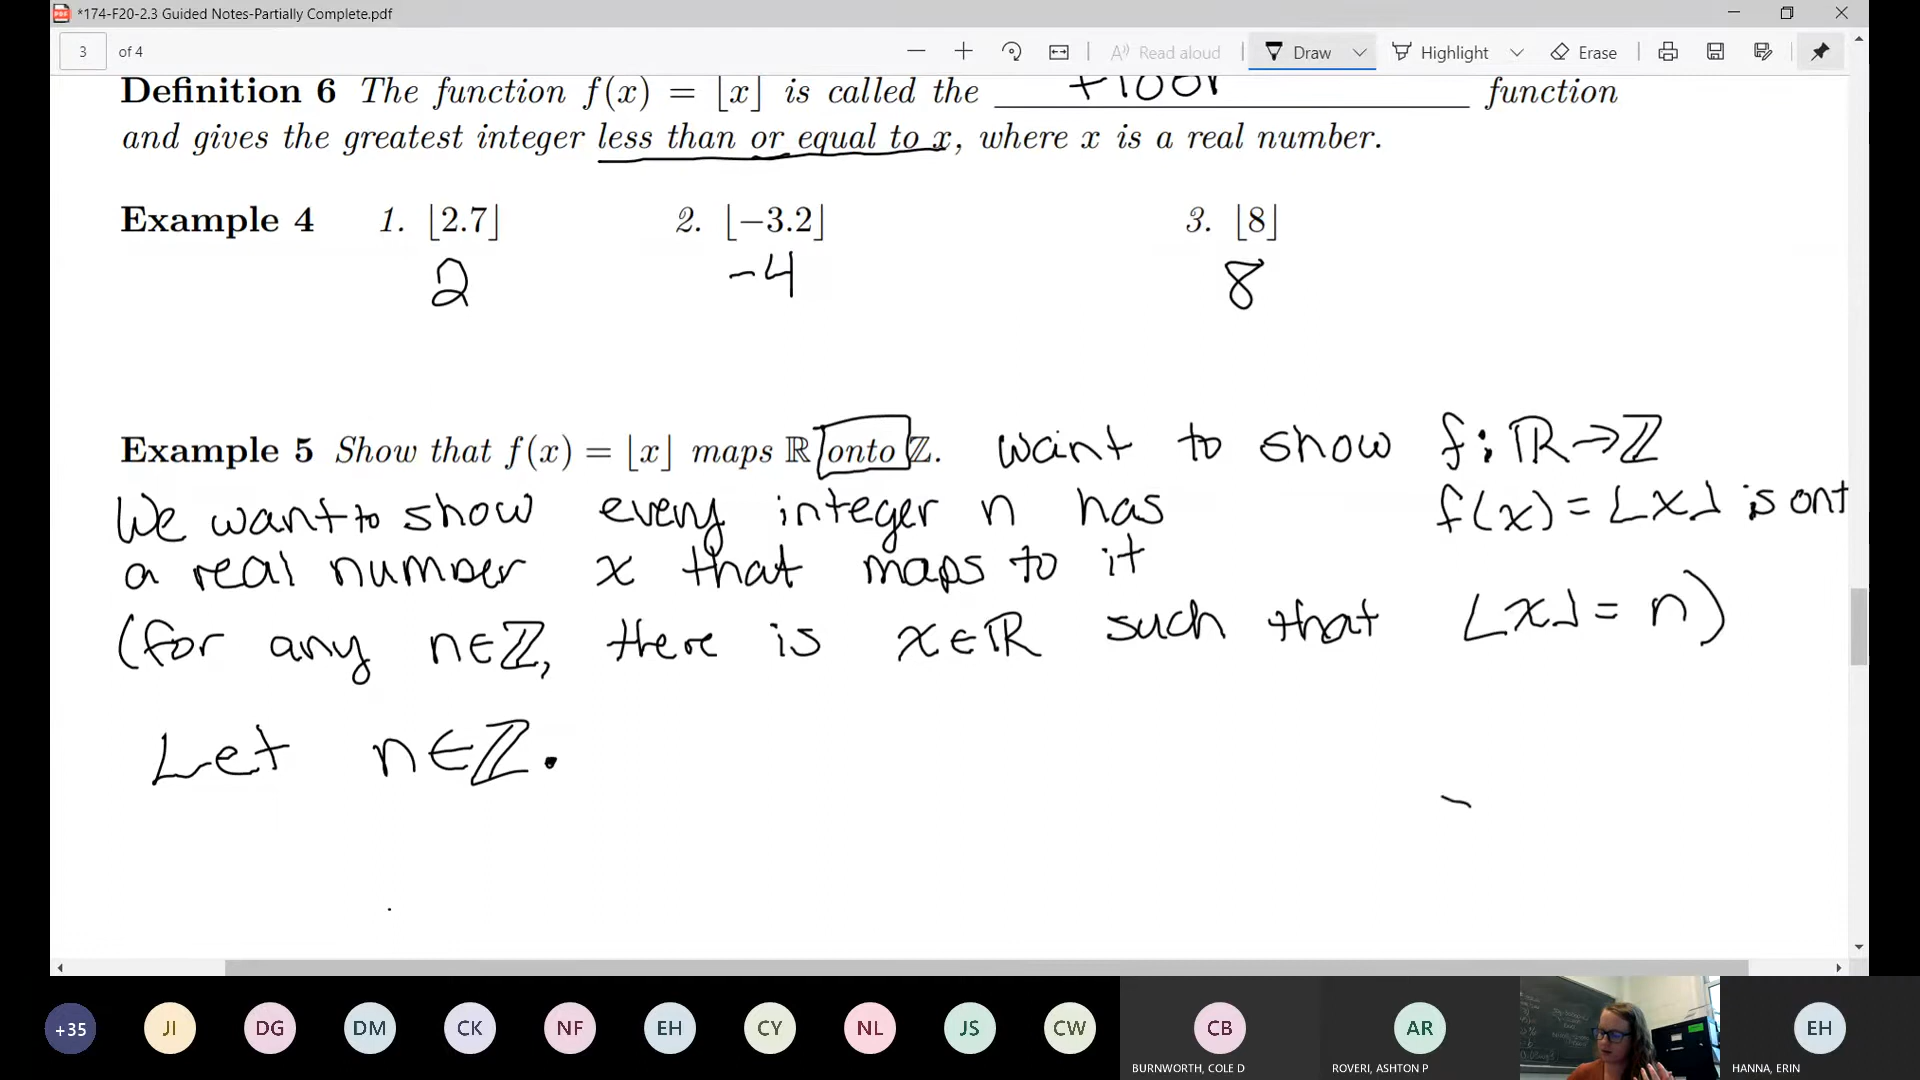 *174-F20-2.3 Guided Notes-Partially Complete.pdf
3 of 4 Read aloud Draw Highlight Erase
Definition 6 The function f(x) = ⌊x⌋ is called the floor function
and gives the greatest integer less than or equal to x, where x is a real number.
Example 4 1. ⌊2.7⌋ 2. ⌊−3.2⌋ 3. ⌊8⌋
2 -4 8
Example 5 Show that f(x) = ⌊x⌋ maps ℝ onto ℤ. want to show f: ℝ→ℤ
We want to show every integer n has f(x) = ⌊x⌋ is ont
a real number x that maps to it
(for any n∈ℤ, there is x∈ℝ such that ⌊x⌋ = n)
Let n∈ℤ.
+35 JI DG DM CK NF EH CY NL JS CW CB AR EH
BURNWORTH, COLE D ROVERI, ASHTON P HANNA, ERIN